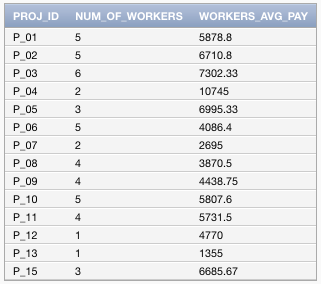 PROJ_ID NUM_OF_WORKERS WORKERS_AVG_PAY
P_01 5 5878.8
P_02 5 6710.8
P_03 6 7302.33
P_04 2 10745
P_05 3 6995.33
P_06 5 4086.4
P_07 2 2695
P_08 4 3870.5
P_09 4 4438.75
P_10 5 5807.6
P_11 4 5731.5
P_12 1 4770
P_13 1 1355
P_15 3 6685.67